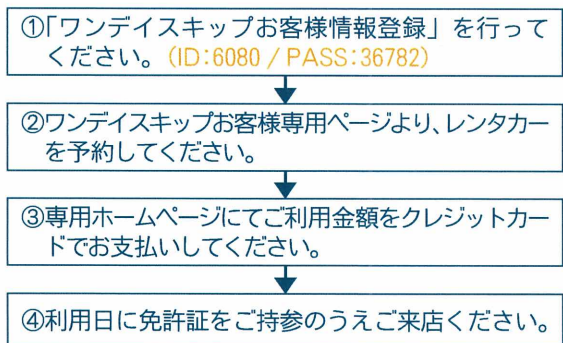 ①「ワンデイスキップお客様情報登録」を行って
ください。(ID:6080 / PASS:36782)
②ワンデイスキップお客様専用ページより、レンタカー
を予約してください。
③専用ホームページにてご利用金額をクレジットカー
ドでお支払いしてください。
④利用日に免許証をご持参のうえご来店ください。